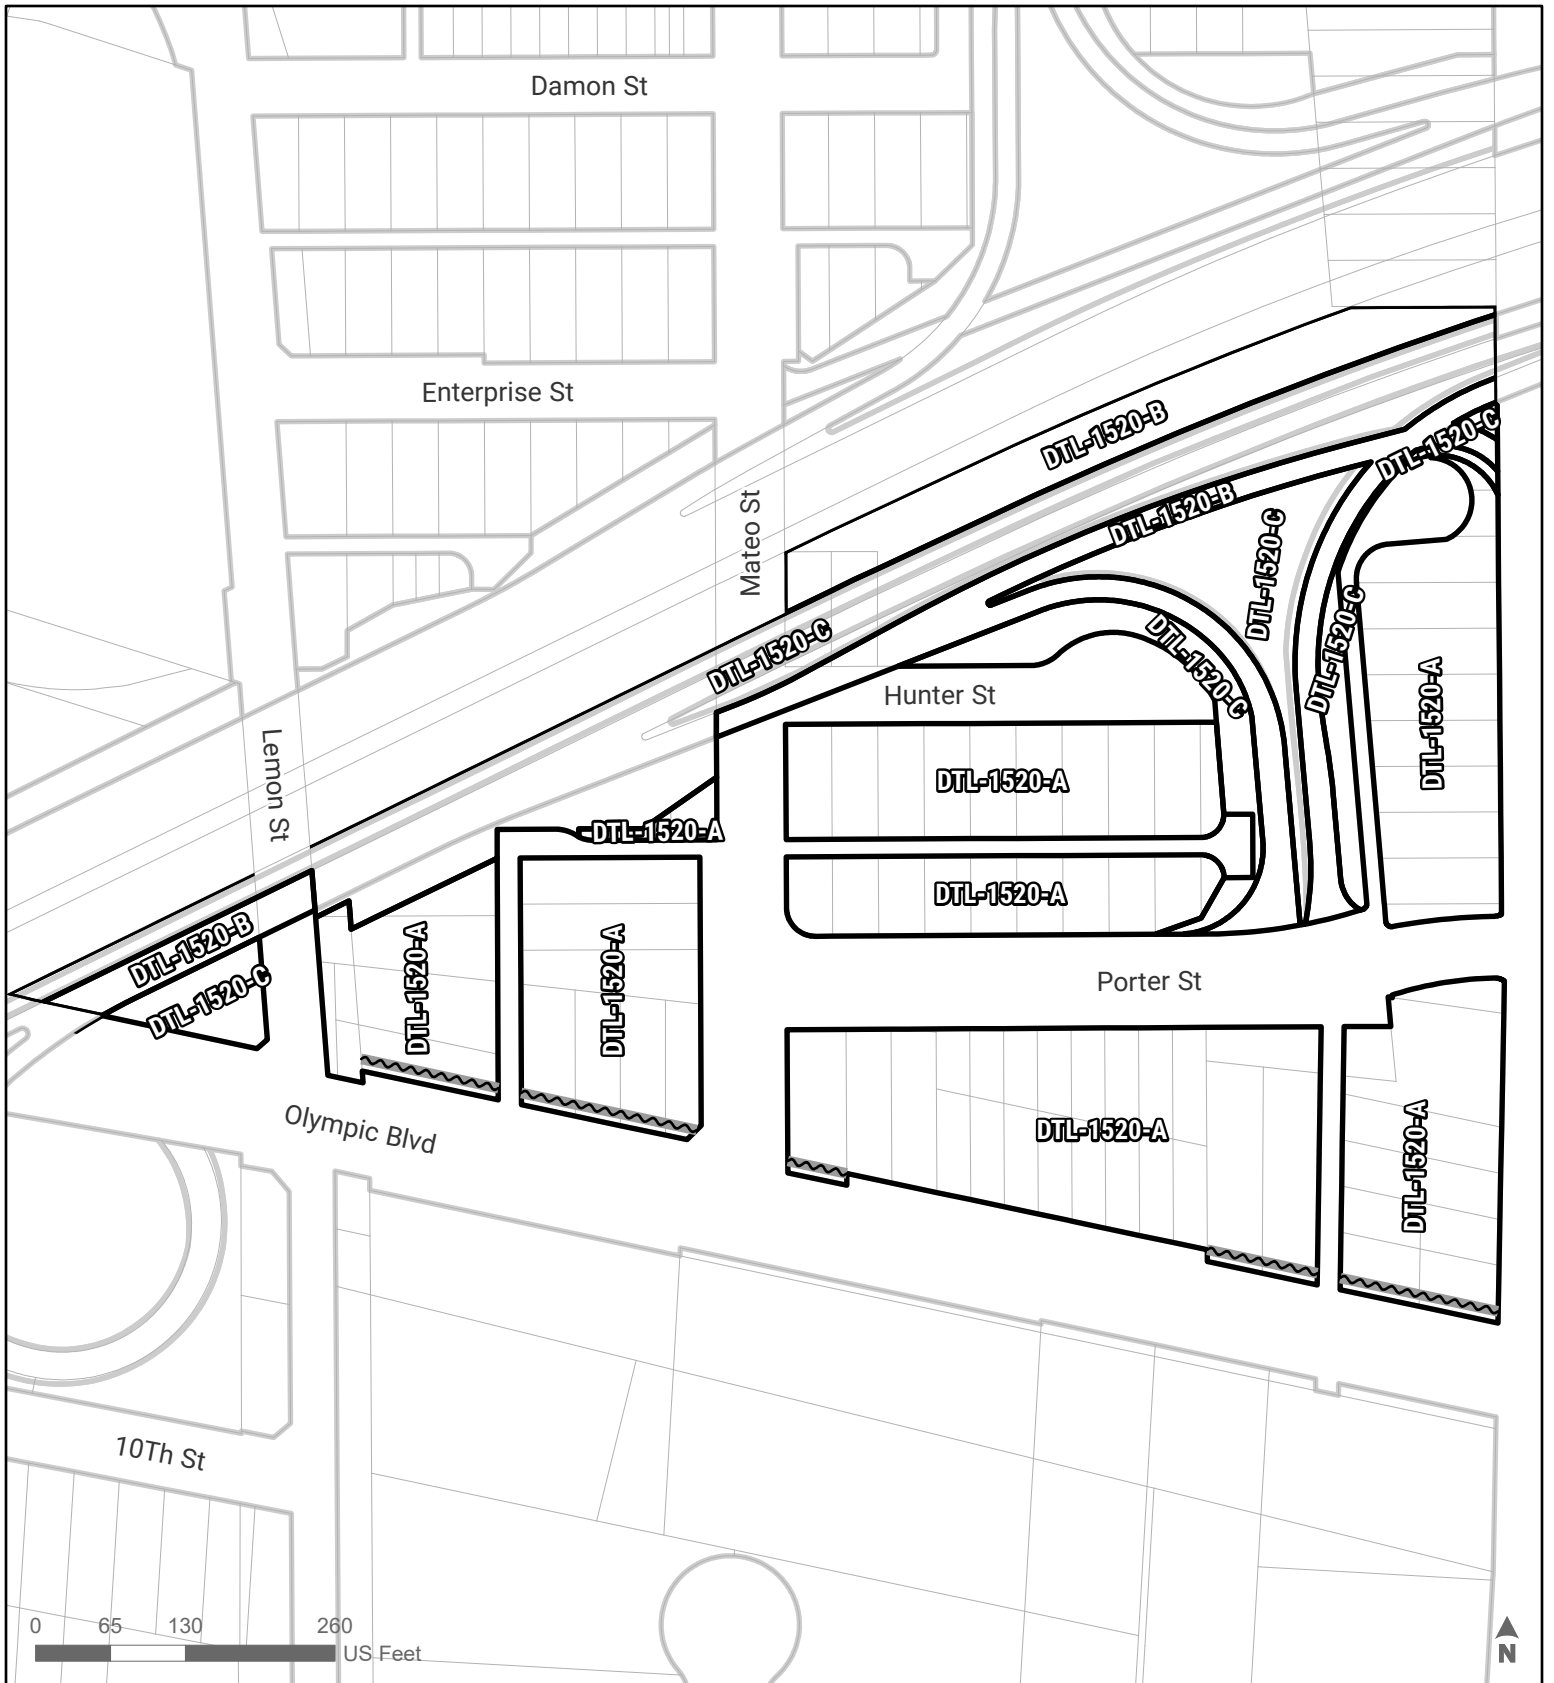 Damon St
Enterprise St
DTL-1520-B
DTL-1520-C
DTL-1520-B
Mateo St
DTL-1520-C
DTL-1520-C
DTL-1520-C
DTL-1520-C
DTL-1520-A
Hunter St
Lemon St
DTL-1520-A
DTL-1520-A
DTL-1520-A
DTL-1520-B
DTL-1520-C
DTL-1520-A
DTL-1520-A
Porter St
Olympic Blvd
DTL-1520-A
DTL-1520-A
10Th St
0 65 130 260
US Feet
N